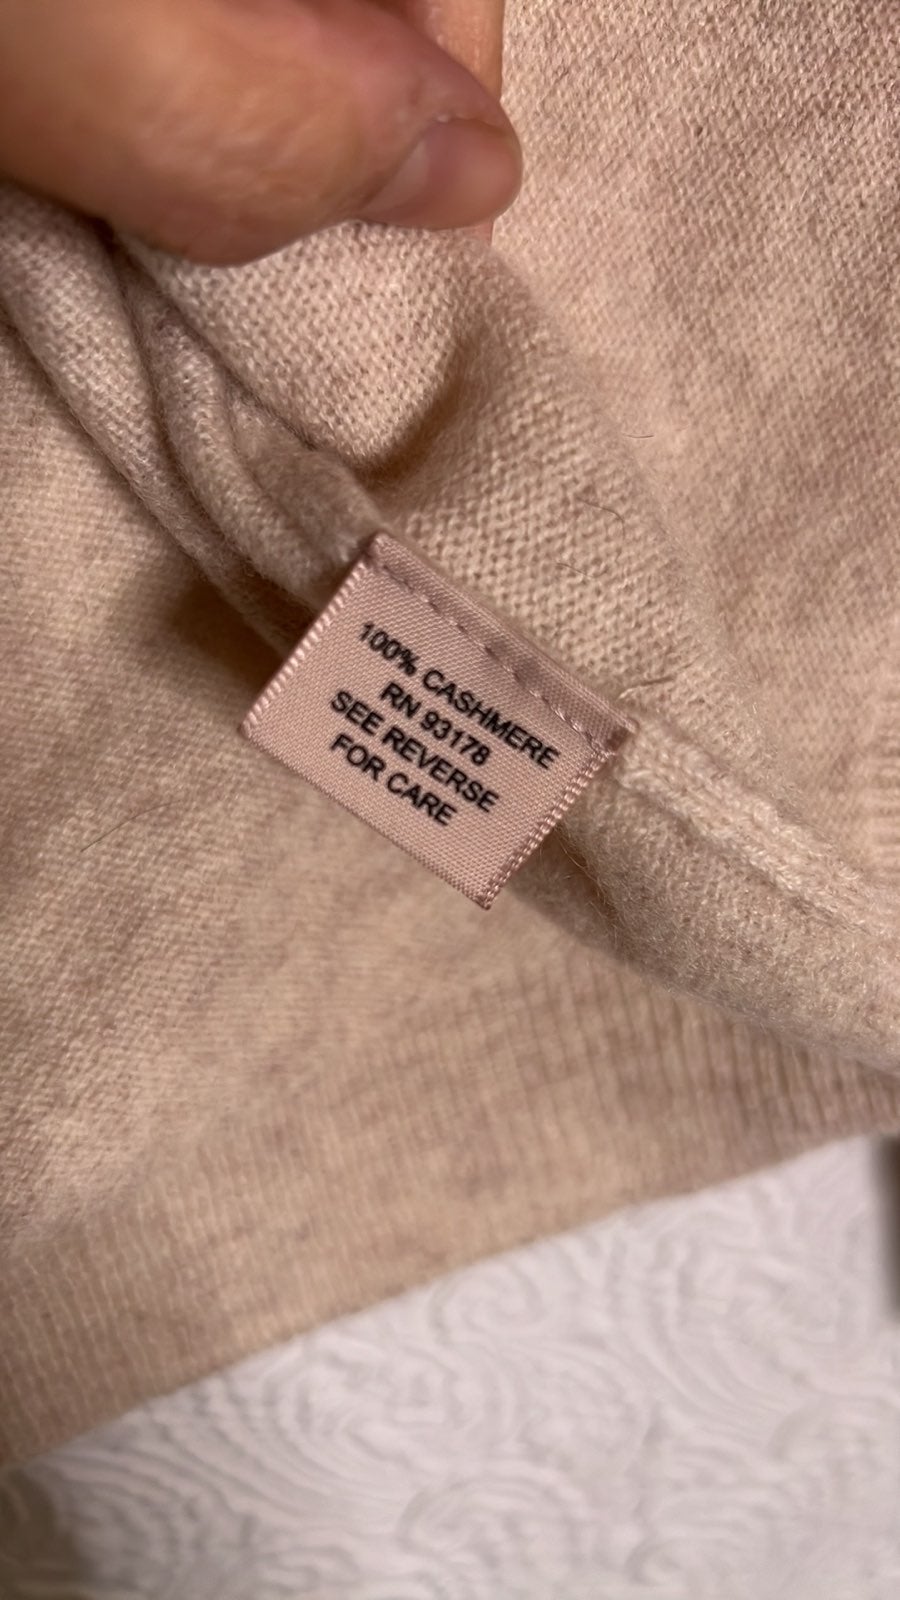 100% CASHMERE
RN 93178
SEE REVERSE
FOR CARE